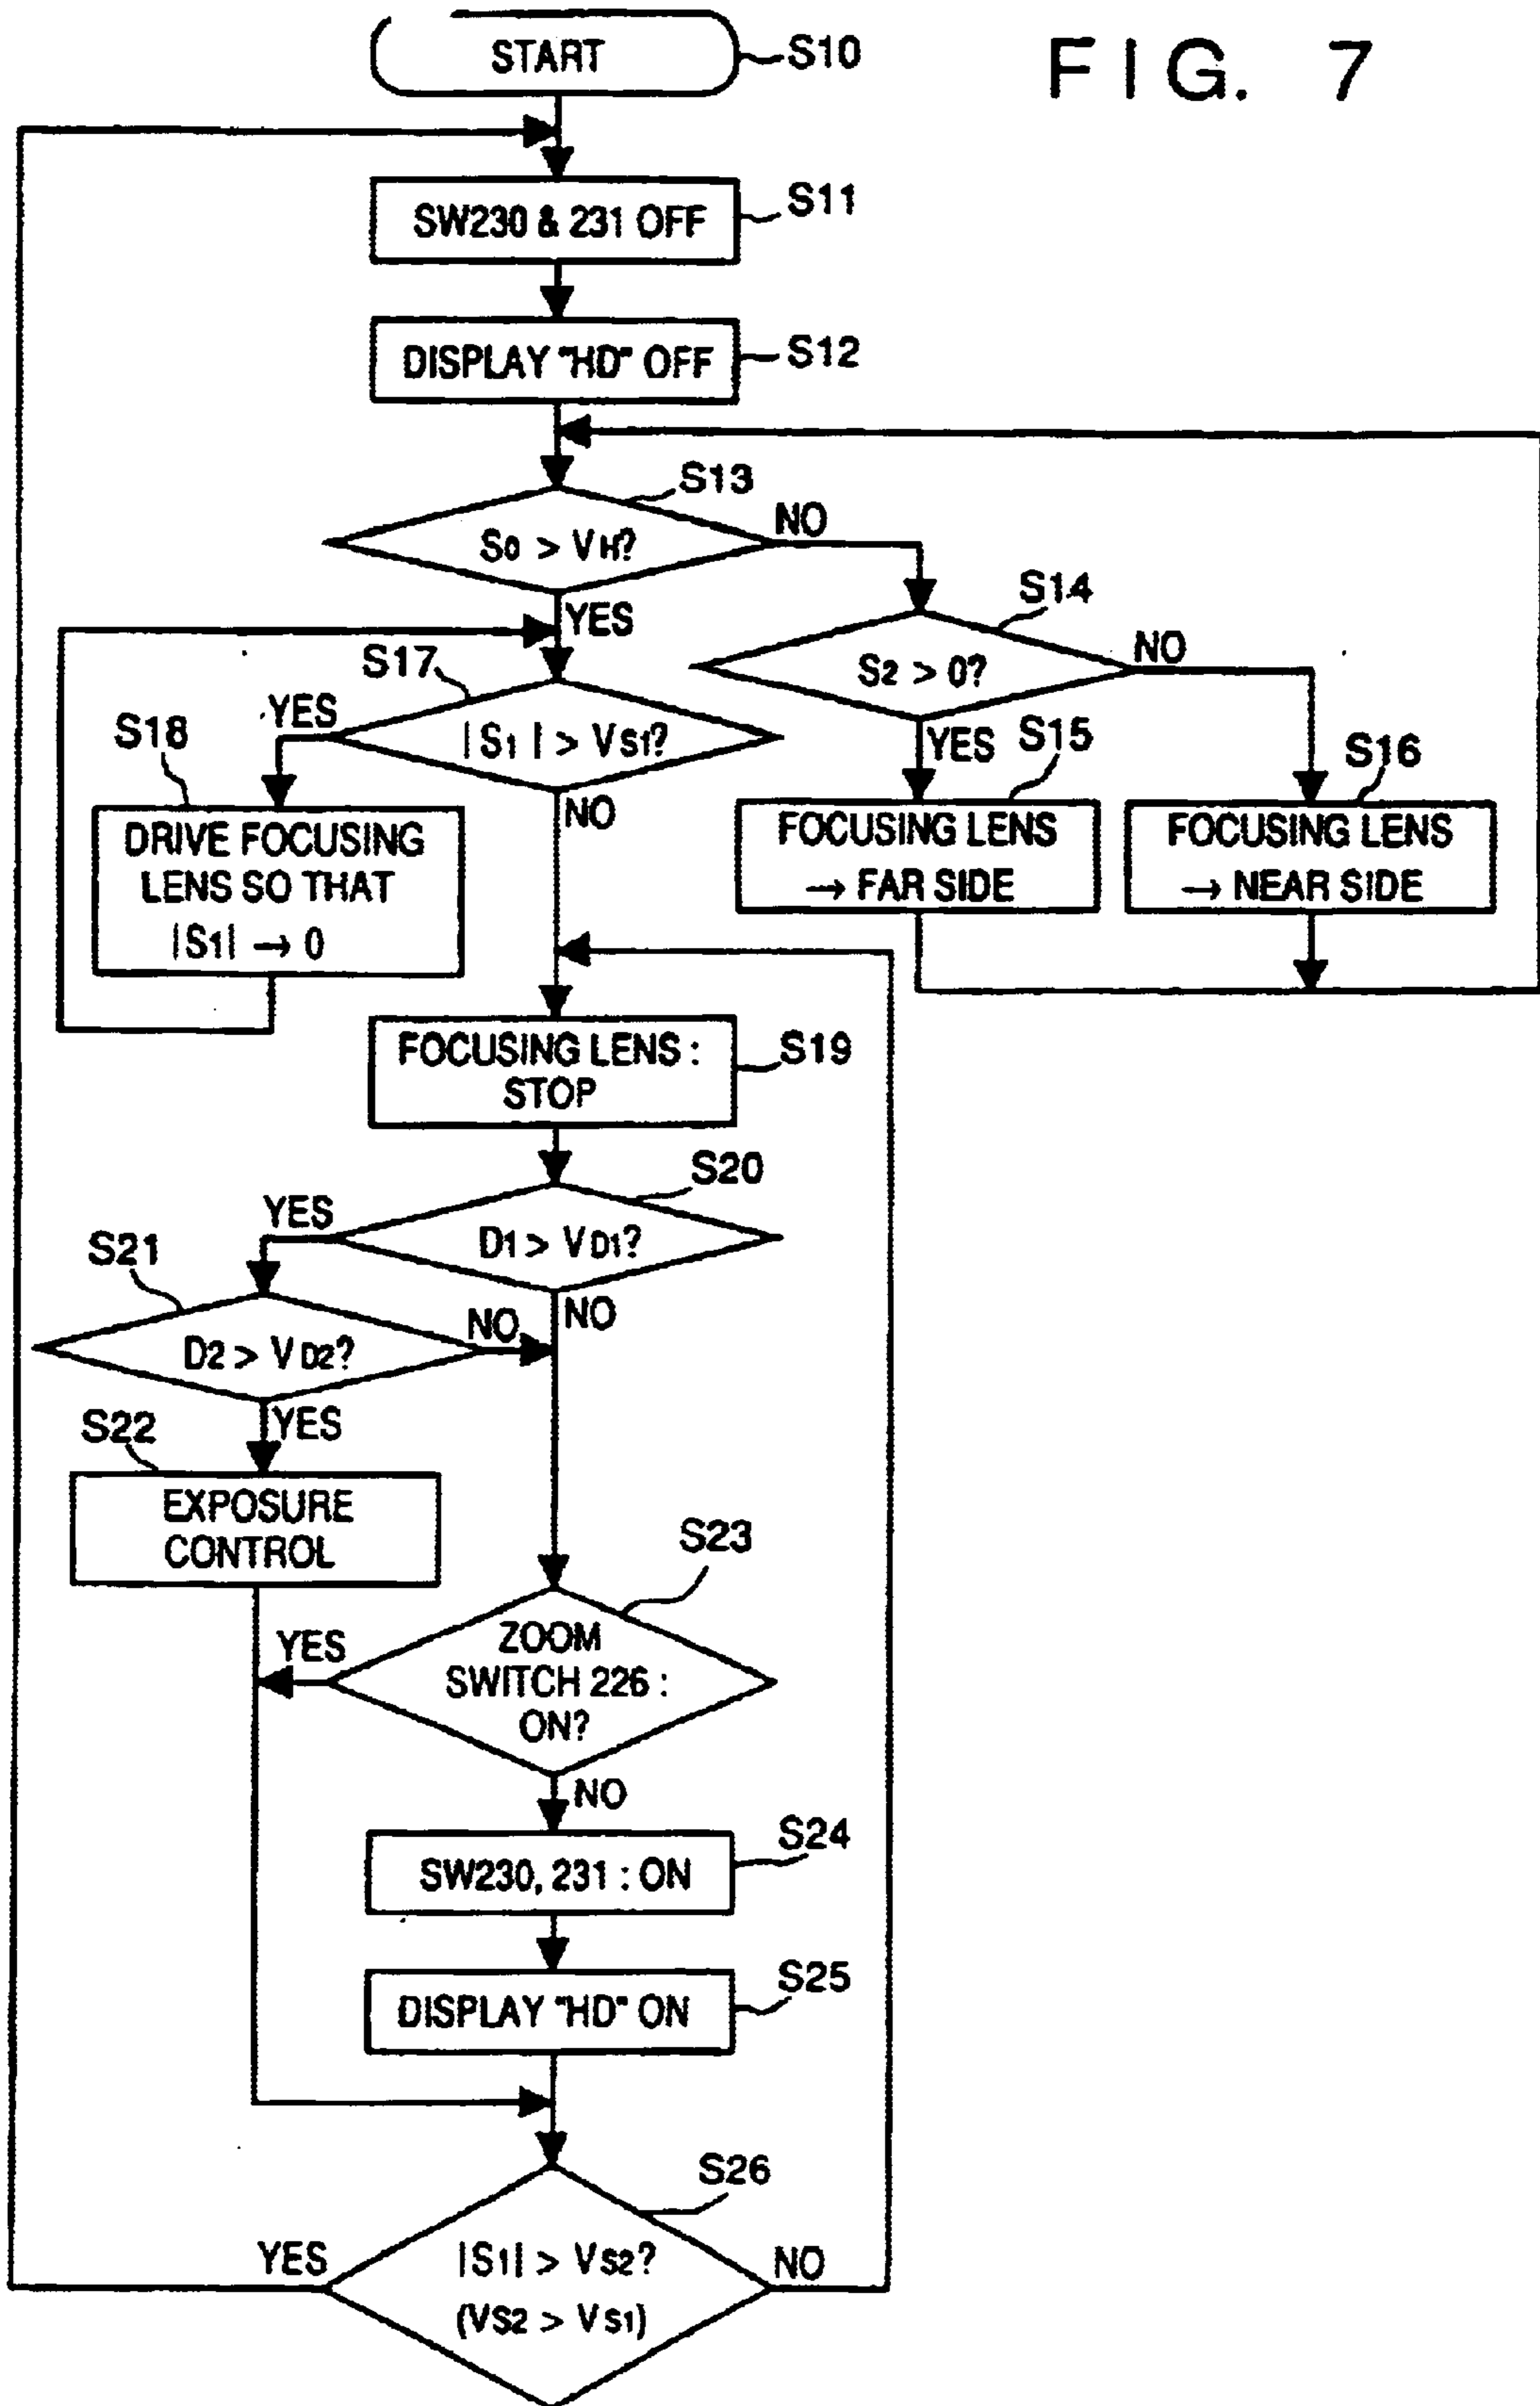 START
S10
FIG. 7
SW230 & 231 OFF
S11
DISPLAY "HD" OFF
S12
S13
S0 > VH?
NO
YES
S14
S2 > 0?
NO
YES
S15
FOCUSING LENS
→ FAR SIDE
S16
FOCUSING LENS
→ NEAR SIDE
S17
|S1| > VS1?
YES
NO
S18
DRIVE FOCUSING
LENS SO THAT
|S1| → 0
FOCUSING LENS :
STOP
S19
S20
D1 > VD1?
YES
NO
S21
D2 > VD2?
NO
YES
S22
EXPOSURE
CONTROL
S23
ZOOM
SWITCH 226 :
ON?
YES
NO
S24
SW230, 231 : ON
S25
DISPLAY "HD" ON
S26
|S1| > VS2?
(VS2 > VS1)
YES
NO